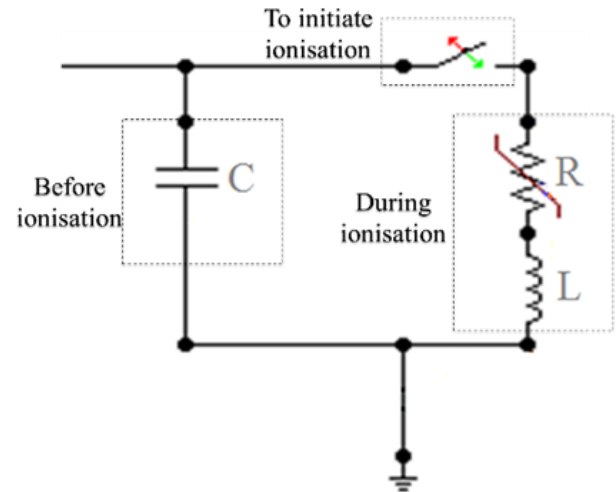 To initiate
ionisation
Before
ionisation
C
During
ionisation
R
L